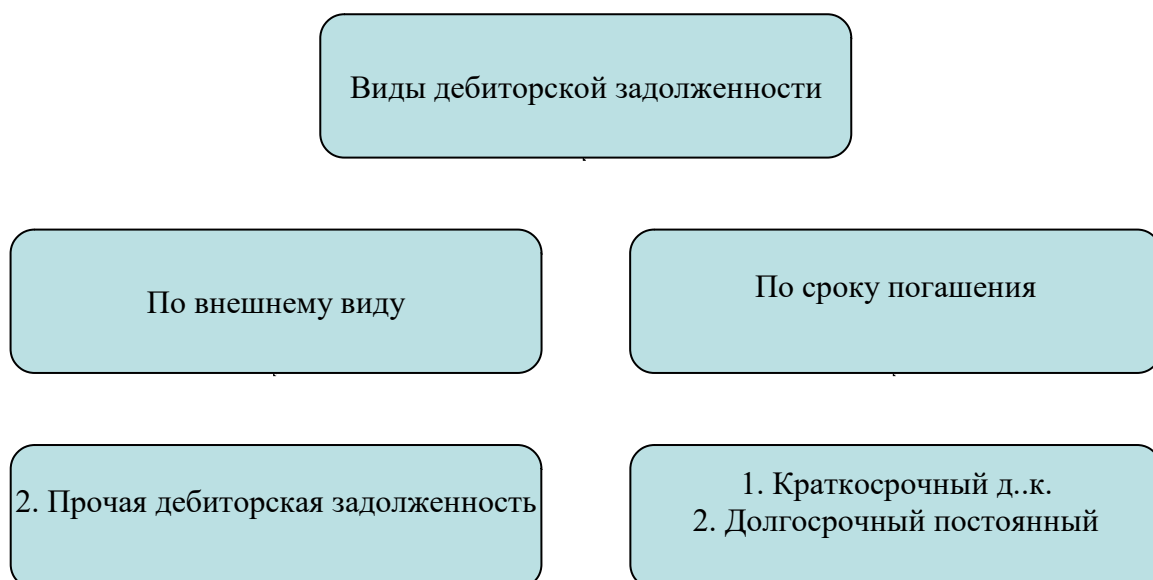 Виды дебиторской задолженности
По внешнему виду
По сроку погашения
2. Прочая дебиторская задолженность
1. Краткосрочный д..к.
2. Долгосрочный постоянный